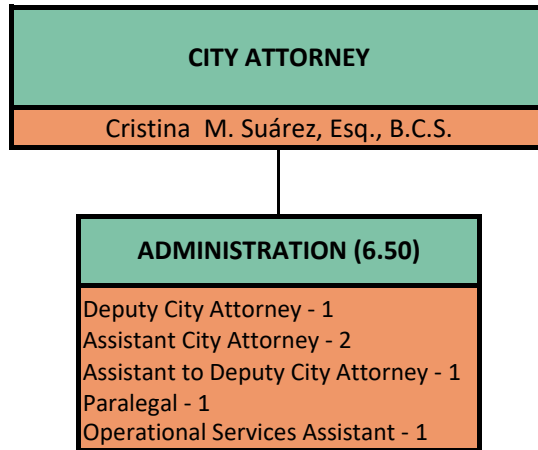 CITY ATTORNEY
Cristina M. Suárez, Esq., B.C.S.
ADMINISTRATION (6.50)
Deputy City Attorney - 1
Assistant City Attorney - 2
Assistant to Deputy City Attorney - 1
Paralegal - 1
Operational Services Assistant - 1